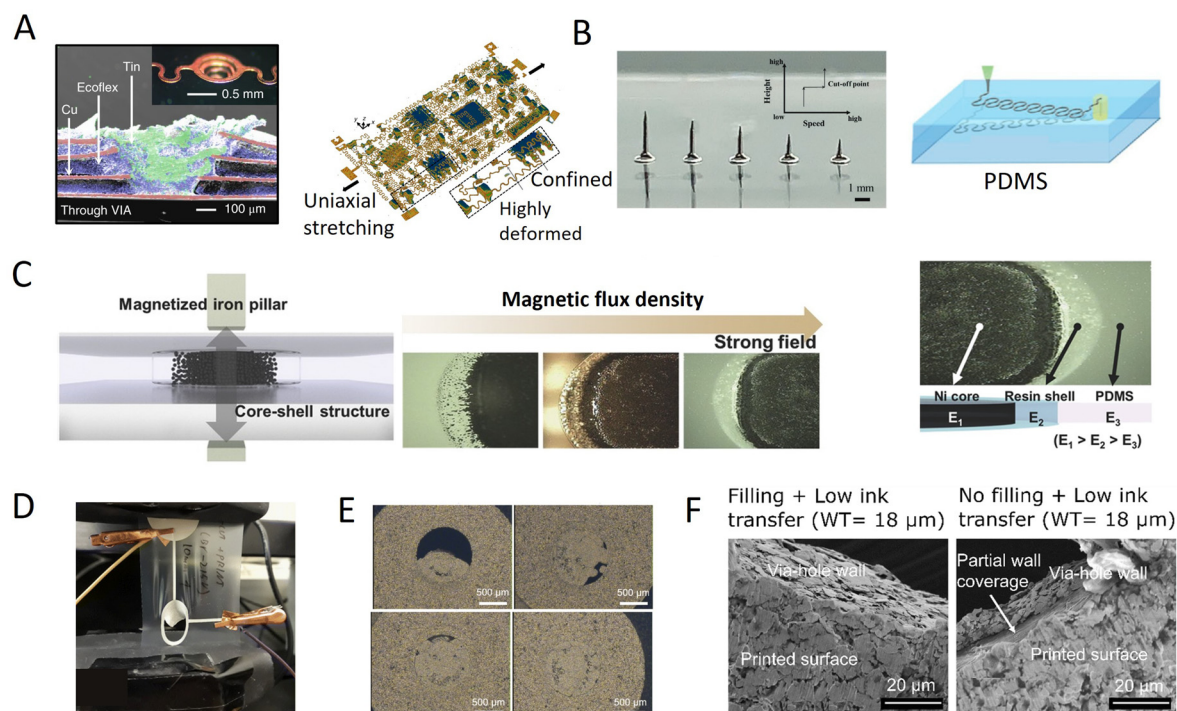 A
Tin
Ecoflex
Cu
0.5 mm
Through VIA
100 µm
Uniaxial
stretching
Confined
Highly
deformed
B
high
Cut-off point
Height
low
Speed
high
1 mm
PDMS
C
Magnetized iron pillar
Core-shell structure
Magnetic flux density
Strong field
Ni core Resin shell PDMS
E1 E2 E3
(E1 > E2 > E3)
D
E
500 µm
500 µm
500 µm
500 µm
F
Filling + Low ink
transfer (WT= 18 µm)
Via-hole wall
Printed surface
20 µm
No filling + Low ink
transfer (WT= 18 µm)
Partial wall
coverage
Via-hole wall
Printed surface
20 µm